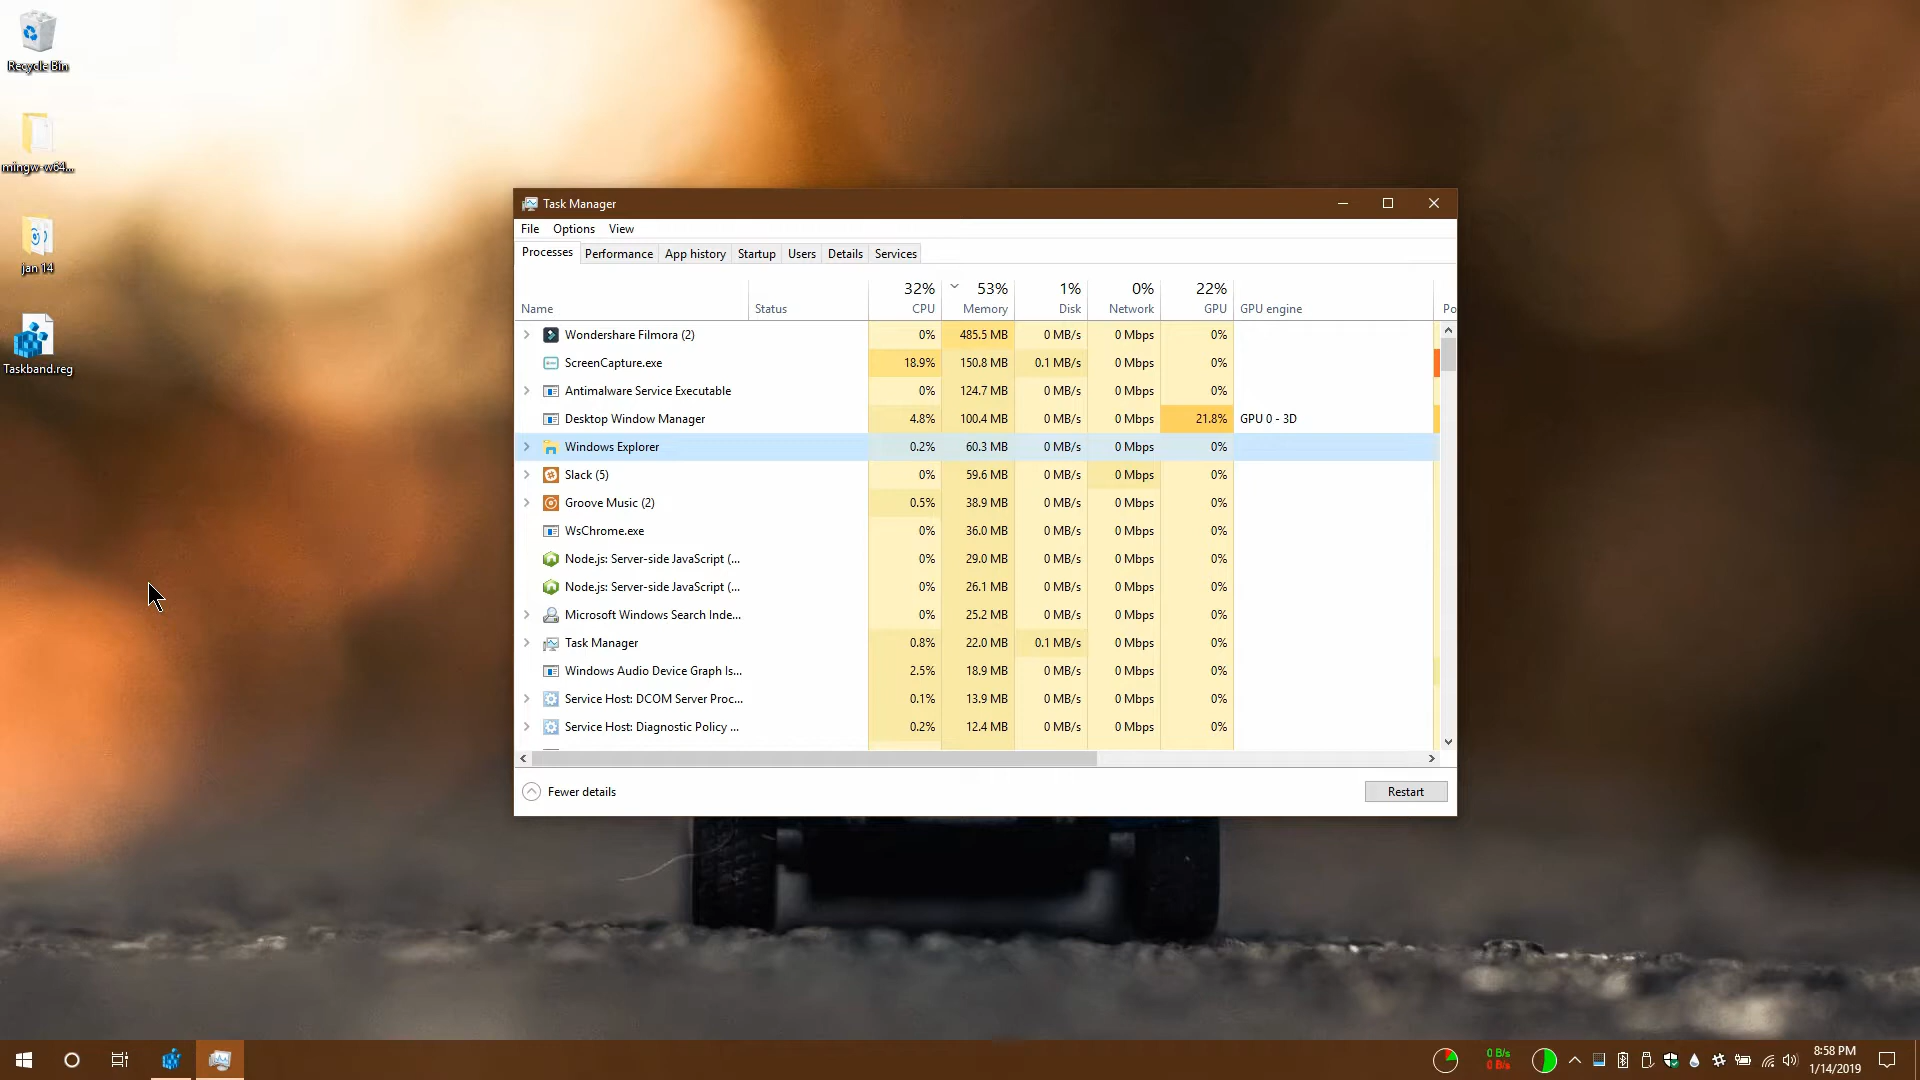 Recycle Bin
mingw-w64...
jan 14
Taskband.reg
Task Manager
File Options View
Processes Performance App history Startup Users Details Services
32% 53% 1% 0% 22%
Name Status CPU Memory Disk Network GPU GPU engine Po
Wondershare Filmora (2) 0% 485.5 MB 0 MB/s 0 Mbps 0%
ScreenCapture.exe 18.9% 150.8 MB 0.1 MB/s 0 Mbps 0%
Antimalware Service Executable 0% 124.7 MB 0 MB/s 0 Mbps 0%
Desktop Window Manager 4.8% 100.4 MB 0 MB/s 0 Mbps 21.8% GPU 0 - 3D
Windows Explorer 0.2% 60.3 MB 0 MB/s 0 Mbps 0%
Slack (5) 0% 59.6 MB 0 MB/s 0 Mbps 0%
Groove Music (2) 0.5% 38.9 MB 0 MB/s 0 Mbps 0%
WsChrome.exe 0% 36.0 MB 0 MB/s 0 Mbps 0%
Node.js: Server-side JavaScript (... 0% 29.0 MB 0 MB/s 0 Mbps 0%
Node.js: Server-side JavaScript (... 0% 26.1 MB 0 MB/s 0 Mbps 0%
Microsoft Windows Search Inde... 0% 25.2 MB 0 MB/s 0 Mbps 0%
Task Manager 0.8% 22.0 MB 0.1 MB/s 0 Mbps 0%
Windows Audio Device Graph Is... 2.5% 18.9 MB 0 MB/s 0 Mbps 0%
Service Host: DCOM Server Proc... 0.1% 13.9 MB 0 MB/s 0 Mbps 0%
Service Host: Diagnostic Policy ... 0.2% 12.4 MB 0 MB/s 0 Mbps 0%
Fewer details Restart
0 B/s
0 B/s
8:58 PM
1/14/2019